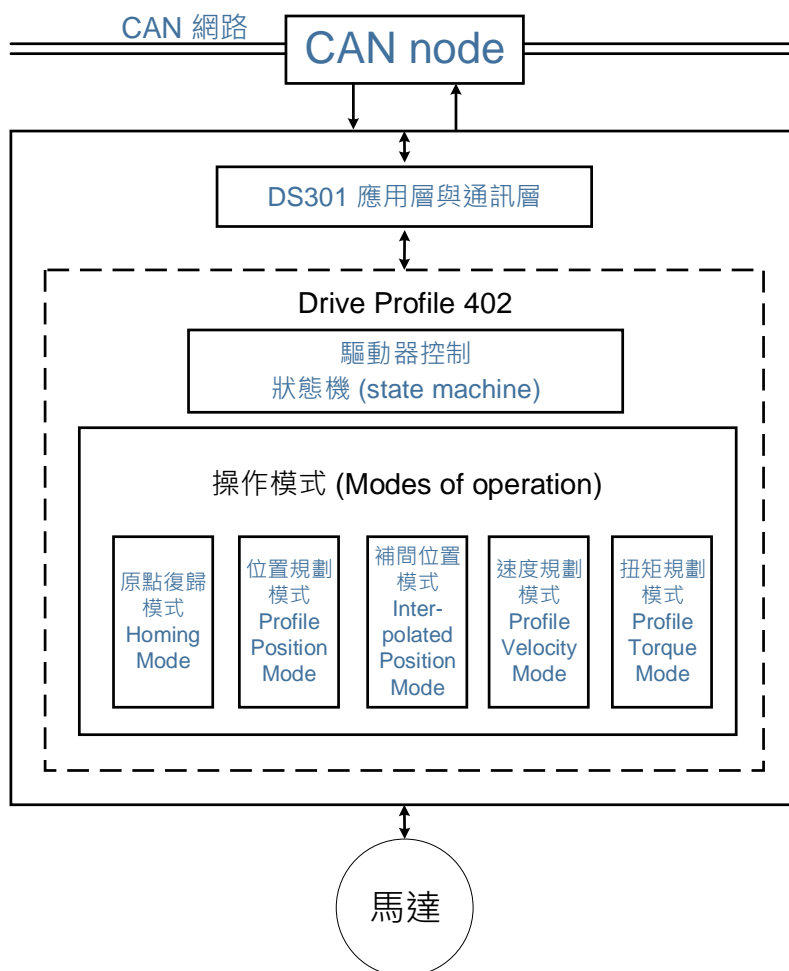 CAN 網路
CAN node
DS301 應用層與通訊層
Drive Profile 402
驅動器控制
狀態機 (state machine)
操作模式 (Modes of operation)
原點復歸
模式
Homing
Mode
位置規劃
模式
Profile
Position
Mode
補間位置
模式
Inter-
polated
Position
Mode
速度規劃
模式
Profile
Velocity
Mode
扭矩規劃
模式
Profile
Torque
Mode
馬達